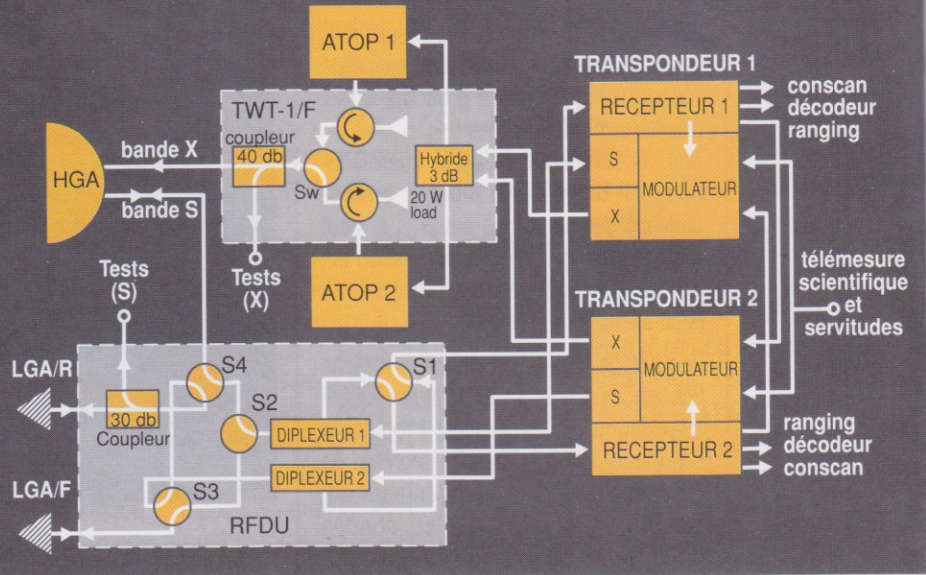 ATOP 1
TWT-1/F
coupleur
40 db
Sw
Hybride
3 dB
20 W
load
bande X
HGA
bande S
Tests
(S)
Tests
(X)
ATOP 2
TRANSPONDEUR 1
RECEPTEUR 1
S
X
MODULATEUR
conscan
décodeur
ranging
TRANSPONDEUR 2
X
S
MODULATEUR
RECEPTEUR 2
télémesure
scientifique
et
servitudes
ranging
décodeur
conscan
LGA/R
30 db
Coupleur
S4
S2
S1
DIPLEXEUR 1
DIPLEXEUR 2
S3
RFDU
LGA/F